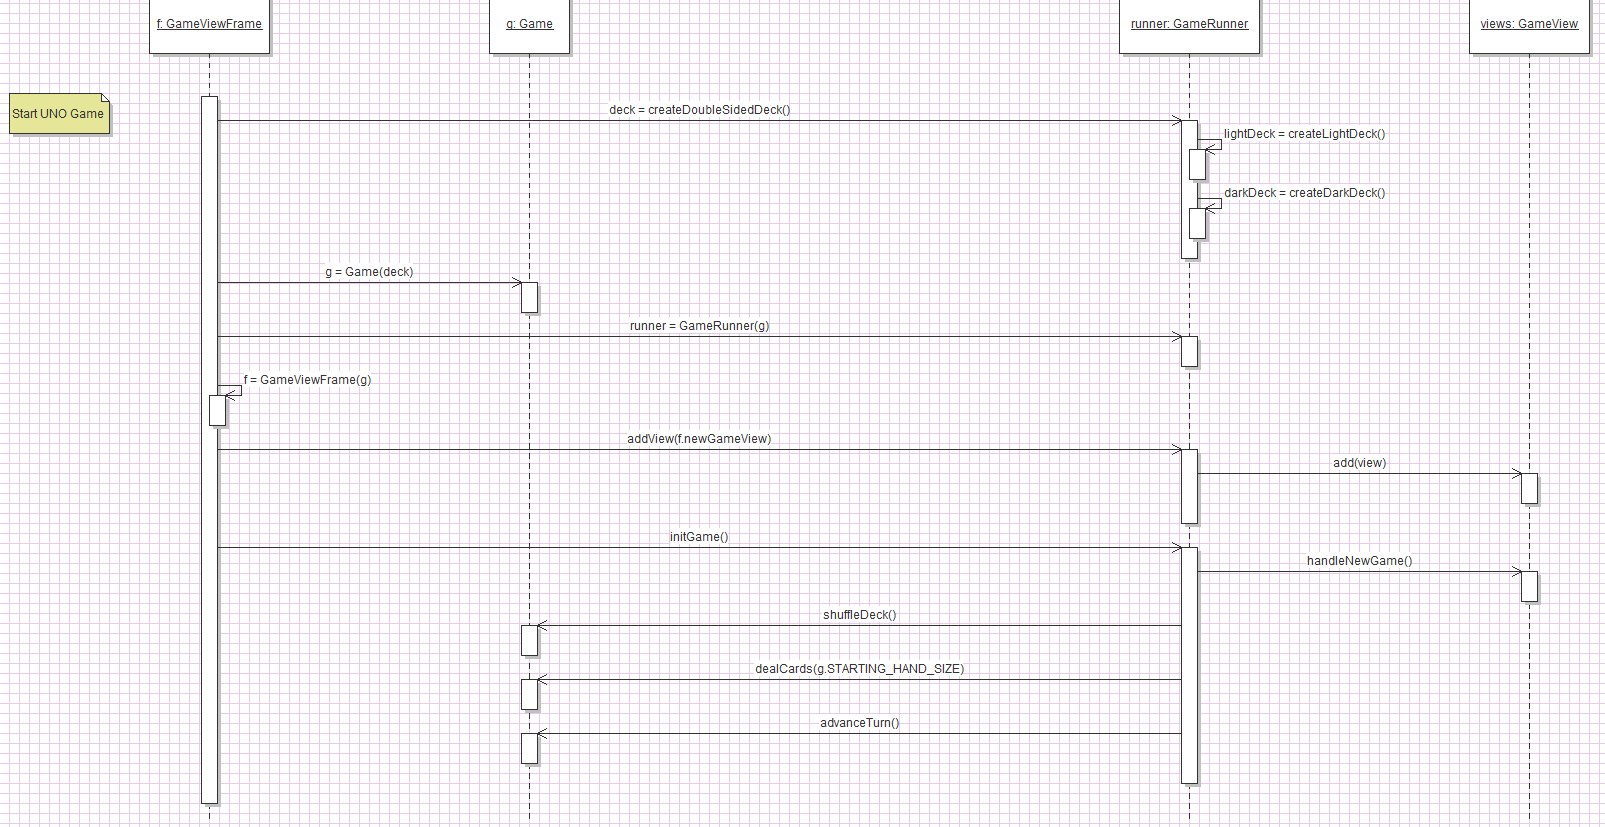 f: GameViewFrame
g: Game
runner: GameRunner
views: GameView
Start UNO Game
deck = createDoubleSidedDeck()
lightDeck = createLightDeck()
darkDeck = createDarkDeck()
g = Game(deck)
runner = GameRunner(g)
f = GameViewFrame(g)
addView(f.newGameView)
add(view)
initGame()
handleNewGame()
shuffleDeck()
dealCards(g.STARTING_HAND_SIZE)
advanceTurn()